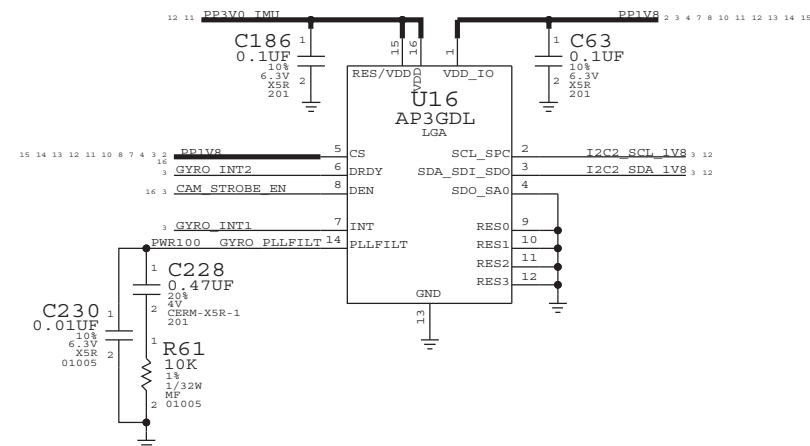 12 11 PP3V0_IMU
PP1V8 2 3 4 7 8 10 11 12 13 14 15
C186
1
0.1UF
10%
6.3V
2
X5R
201
15
16
1
1
C63
0.1UF
10%
6.3V
2
X5R
201
RES/VDD
VDD
VDD_IO
U16
AP3GDL
LGA
15 14 13 12 11 10 8 7 4 3 2 PP1V8
16
5 CS
SCL_SPC 2 I2C2_SCL_1V8 3 12
GYRO_INT2 6 DRDY
SDA_SDI_SDO 3 I2C2_SDA_1V8 3 12
16 3 CAM_STROBE_EN 8 DEN
SDO_SA0 4
3 GYRO_INT1 7 INT
RES0 9
PWR100 GYRO_PLLFILT 14 PLLFILT
RES1 10
RES2 11
RES3 12
GND
13
1 C228
0.47UF
20%
4V
2 CERM-X5R-1
201
C230 1
0.01UF
10%
6.3V
X5R 2
01005
1 R61
10K
1%
1/32W
MF
2 01005